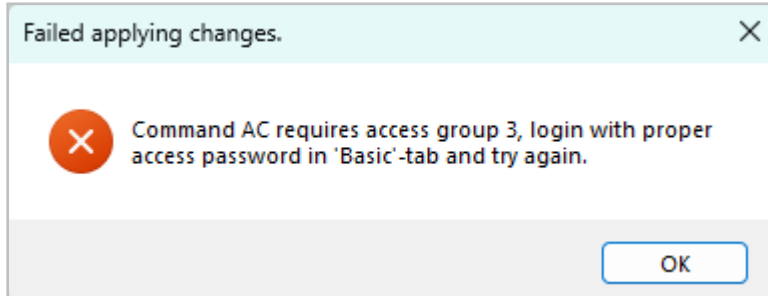 Failed applying changes.
Command AC requires access group 3, login with proper
access password in 'Basic'-tab and try again.
OK